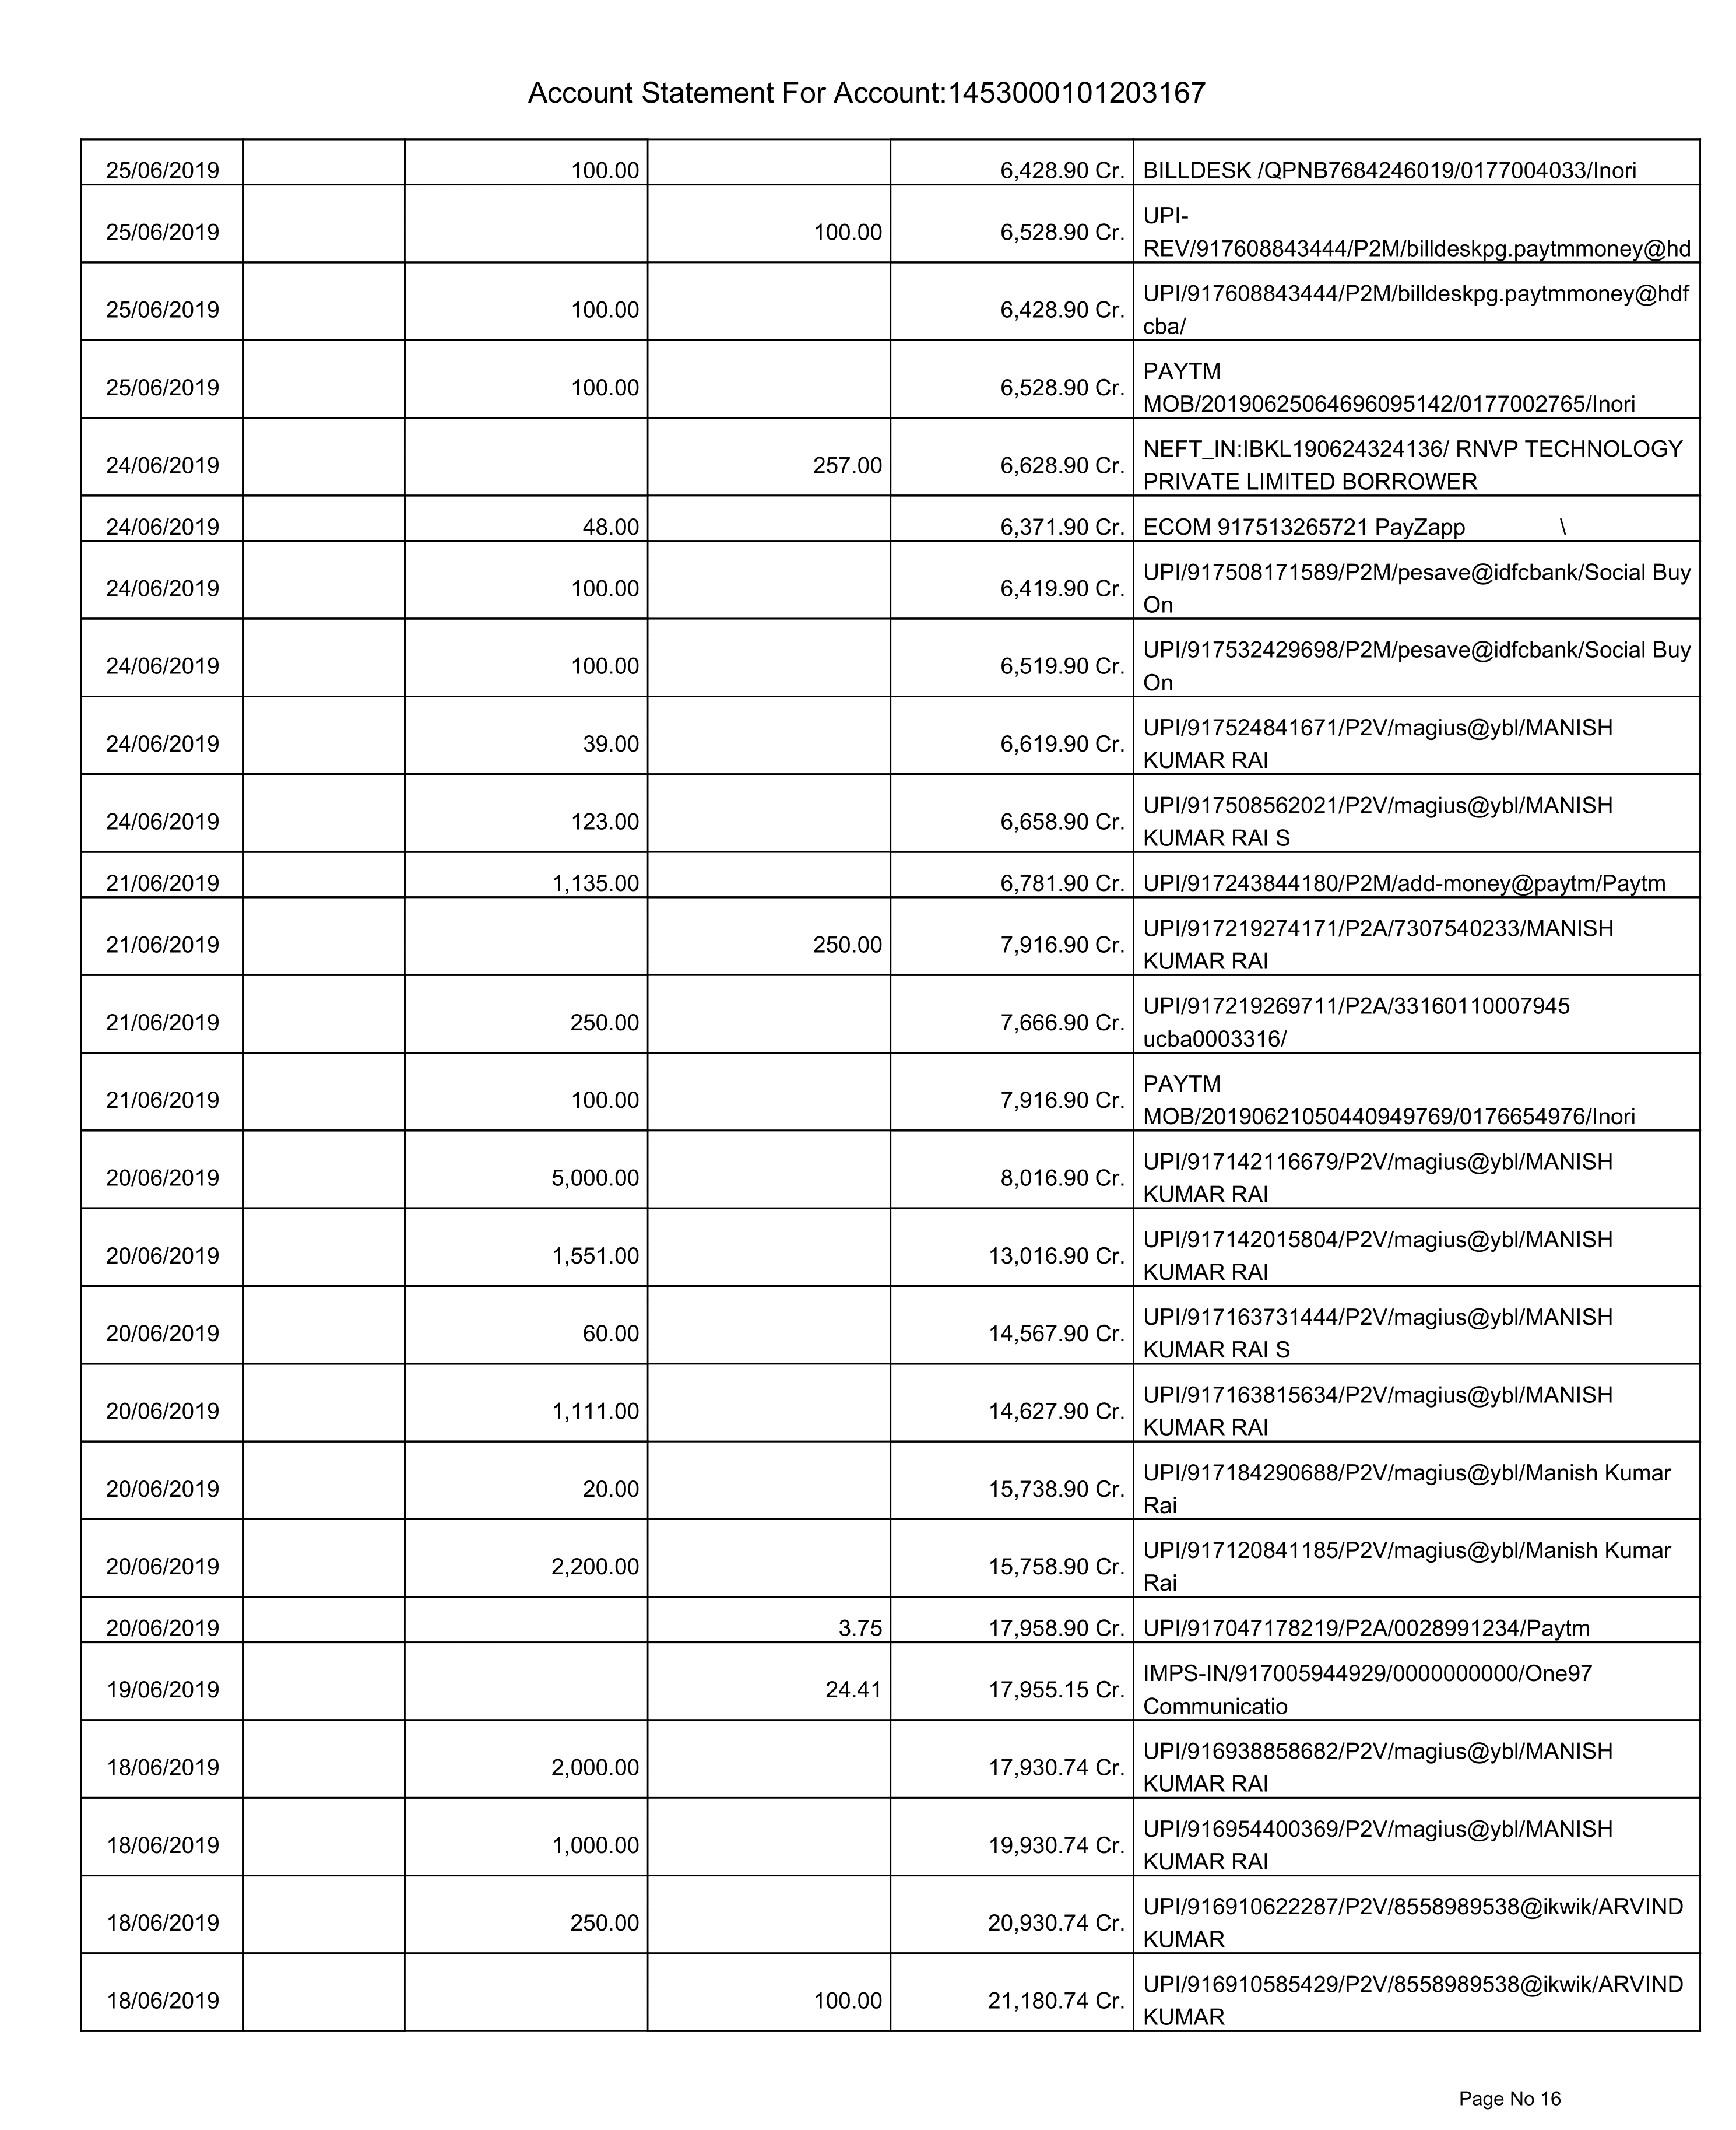 Account Statement For Account:1453000101203167
25/06/2019 100.00 6,428.90 Cr. BILLDESK /QPNB7684246019/0177004033/Inori
25/06/2019 100.00 6,528.90 Cr. UPI-
REV/917608843444/P2M/billdeskpg.paytmmoney@hd
25/06/2019 100.00 6,428.90 Cr. UPI/917608843444/P2M/billdeskpg.paytmmoney@hdf
cba/
25/06/2019 100.00 6,528.90 Cr. PAYTM
MOB/20190625064696095142/0177002765/Inori
24/06/2019 257.00 6,628.90 Cr. NEFT_IN:IBKL190624324136/ RNVP TECHNOLOGY
PRIVATE LIMITED BORROWER
24/06/2019 48.00 6,371.90 Cr. ECOM 917513265721 PayZapp \
24/06/2019 100.00 6,419.90 Cr. UPI/917508171589/P2M/pesave@idfcbank/Social Buy
On
24/06/2019 100.00 6,519.90 Cr. UPI/917532429698/P2M/pesave@idfcbank/Social Buy
On
24/06/2019 39.00 6,619.90 Cr. UPI/917524841671/P2V/magius@ybl/MANISH
KUMAR RAI
24/06/2019 123.00 6,658.90 Cr. UPI/917508562021/P2V/magius@ybl/MANISH
KUMAR RAI S
21/06/2019 1,135.00 6,781.90 Cr. UPI/917243844180/P2M/add-money@paytm/Paytm
21/06/2019 250.00 7,916.90 Cr. UPI/917219274171/P2A/7307540233/MANISH
KUMAR RAI
21/06/2019 250.00 7,666.90 Cr. UPI/917219269711/P2A/33160110007945
ucba0003316/
21/06/2019 100.00 7,916.90 Cr. PAYTM
MOB/20190621050440949769/0176654976/Inori
20/06/2019 5,000.00 8,016.90 Cr. UPI/917142116679/P2V/magius@ybl/MANISH
KUMAR RAI
20/06/2019 1,551.00 13,016.90 Cr. UPI/917142015804/P2V/magius@ybl/MANISH
KUMAR RAI
20/06/2019 60.00 14,567.90 Cr. UPI/917163731444/P2V/magius@ybl/MANISH
KUMAR RAI S
20/06/2019 1,111.00 14,627.90 Cr. UPI/917163815634/P2V/magius@ybl/MANISH
KUMAR RAI
20/06/2019 20.00 15,738.90 Cr. UPI/917184290688/P2V/magius@ybl/Manish Kumar
Rai
20/06/2019 2,200.00 15,758.90 Cr. UPI/917120841185/P2V/magius@ybl/Manish Kumar
Rai
20/06/2019 3.75 17,958.90 Cr. UPI/917047178219/P2A/0028991234/Paytm
19/06/2019 24.41 17,955.15 Cr. IMPS-IN/917005944929/0000000000/One97
Communicatio
18/06/2019 2,000.00 17,930.74 Cr. UPI/916938858682/P2V/magius@ybl/MANISH
KUMAR RAI
18/06/2019 1,000.00 19,930.74 Cr. UPI/916954400369/P2V/magius@ybl/MANISH
KUMAR RAI
18/06/2019 250.00 20,930.74 Cr. UPI/916910622287/P2V/8558989538@ikwik/ARVIND
KUMAR
18/06/2019 100.00 21,180.74 Cr. UPI/916910585429/P2V/8558989538@ikwik/ARVIND
KUMAR
Page No 16